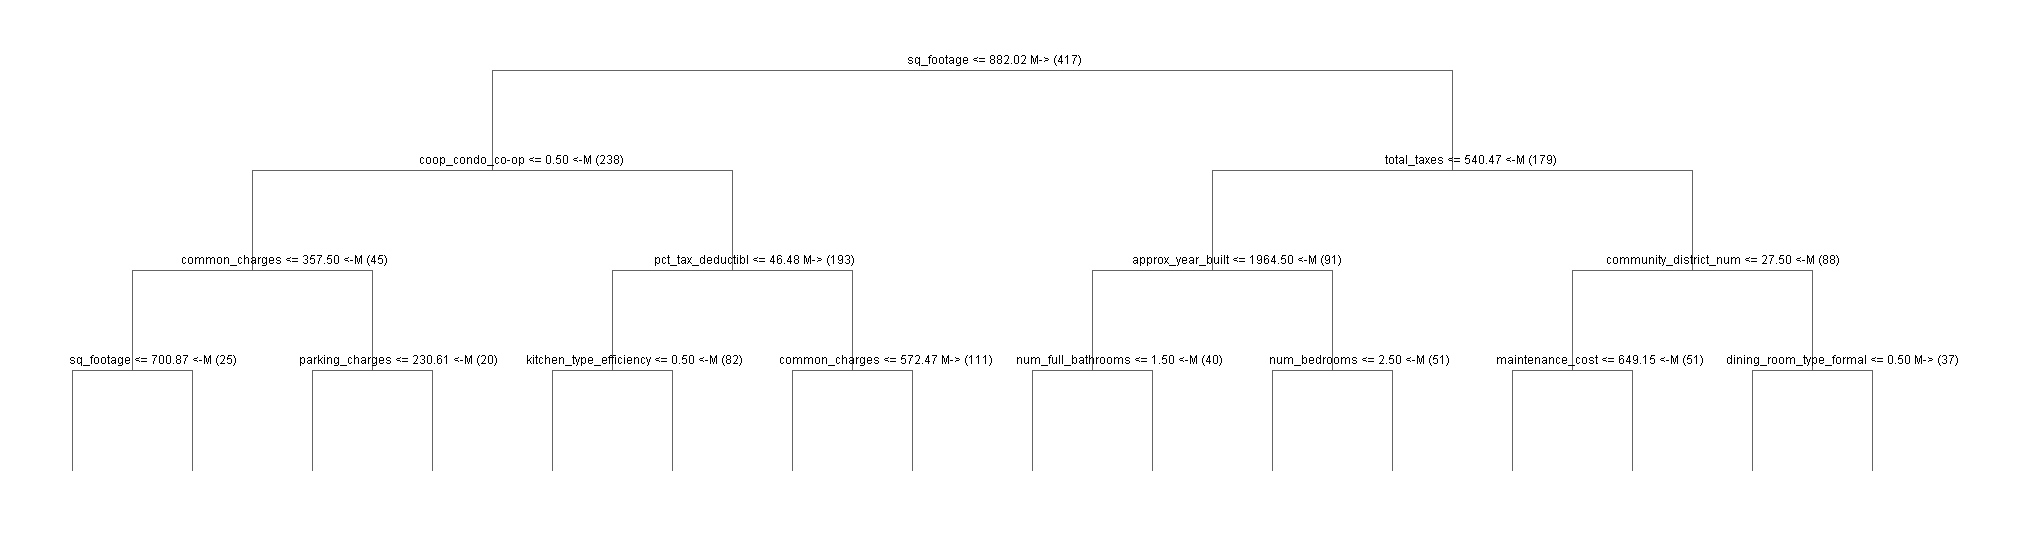 sq_footage <= 882.02 M-> (417)
coop_condo_co-op <= 0.50 <-M (238)
total_taxes <= 540.47 <-M (179)
common_charges <= 357.50 <-M (45)
pct_tax_deductibl <= 46.48 M-> (193)
approx_year_built <= 1964.50 <-M (91)
community_district_num <= 27.50 <-M (88)
sq_footage <= 700.87 <-M (25)
parking_charges <= 230.61 <-M (20)
kitchen_type_efficiency <= 0.50 <-M (82)
common_charges <= 572.47 M-> (111)
num_full_bathrooms <= 1.50 <-M (40)
num_bedrooms <= 2.50 <-M (51)
maintenance_cost <= 649.15 <-M (51)
dining_room_type_formal <= 0.50 M-> (37)